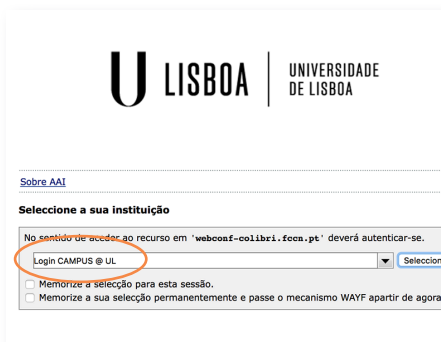 LISBOA
UNIVERSIDADE
DE LISBOA
Sobre AAI
Seleccione a sua instituição
No sentido de aceder ao recurso em 'webconf-colibri.fccn.pt' deverá autenticar-se.
Login CAMPUS @ UL
Seleccion
Memorize a selecção para esta sessão.
Memorize a sua selecção permanentemente e passe o mecanismo WAYF apartir de agora